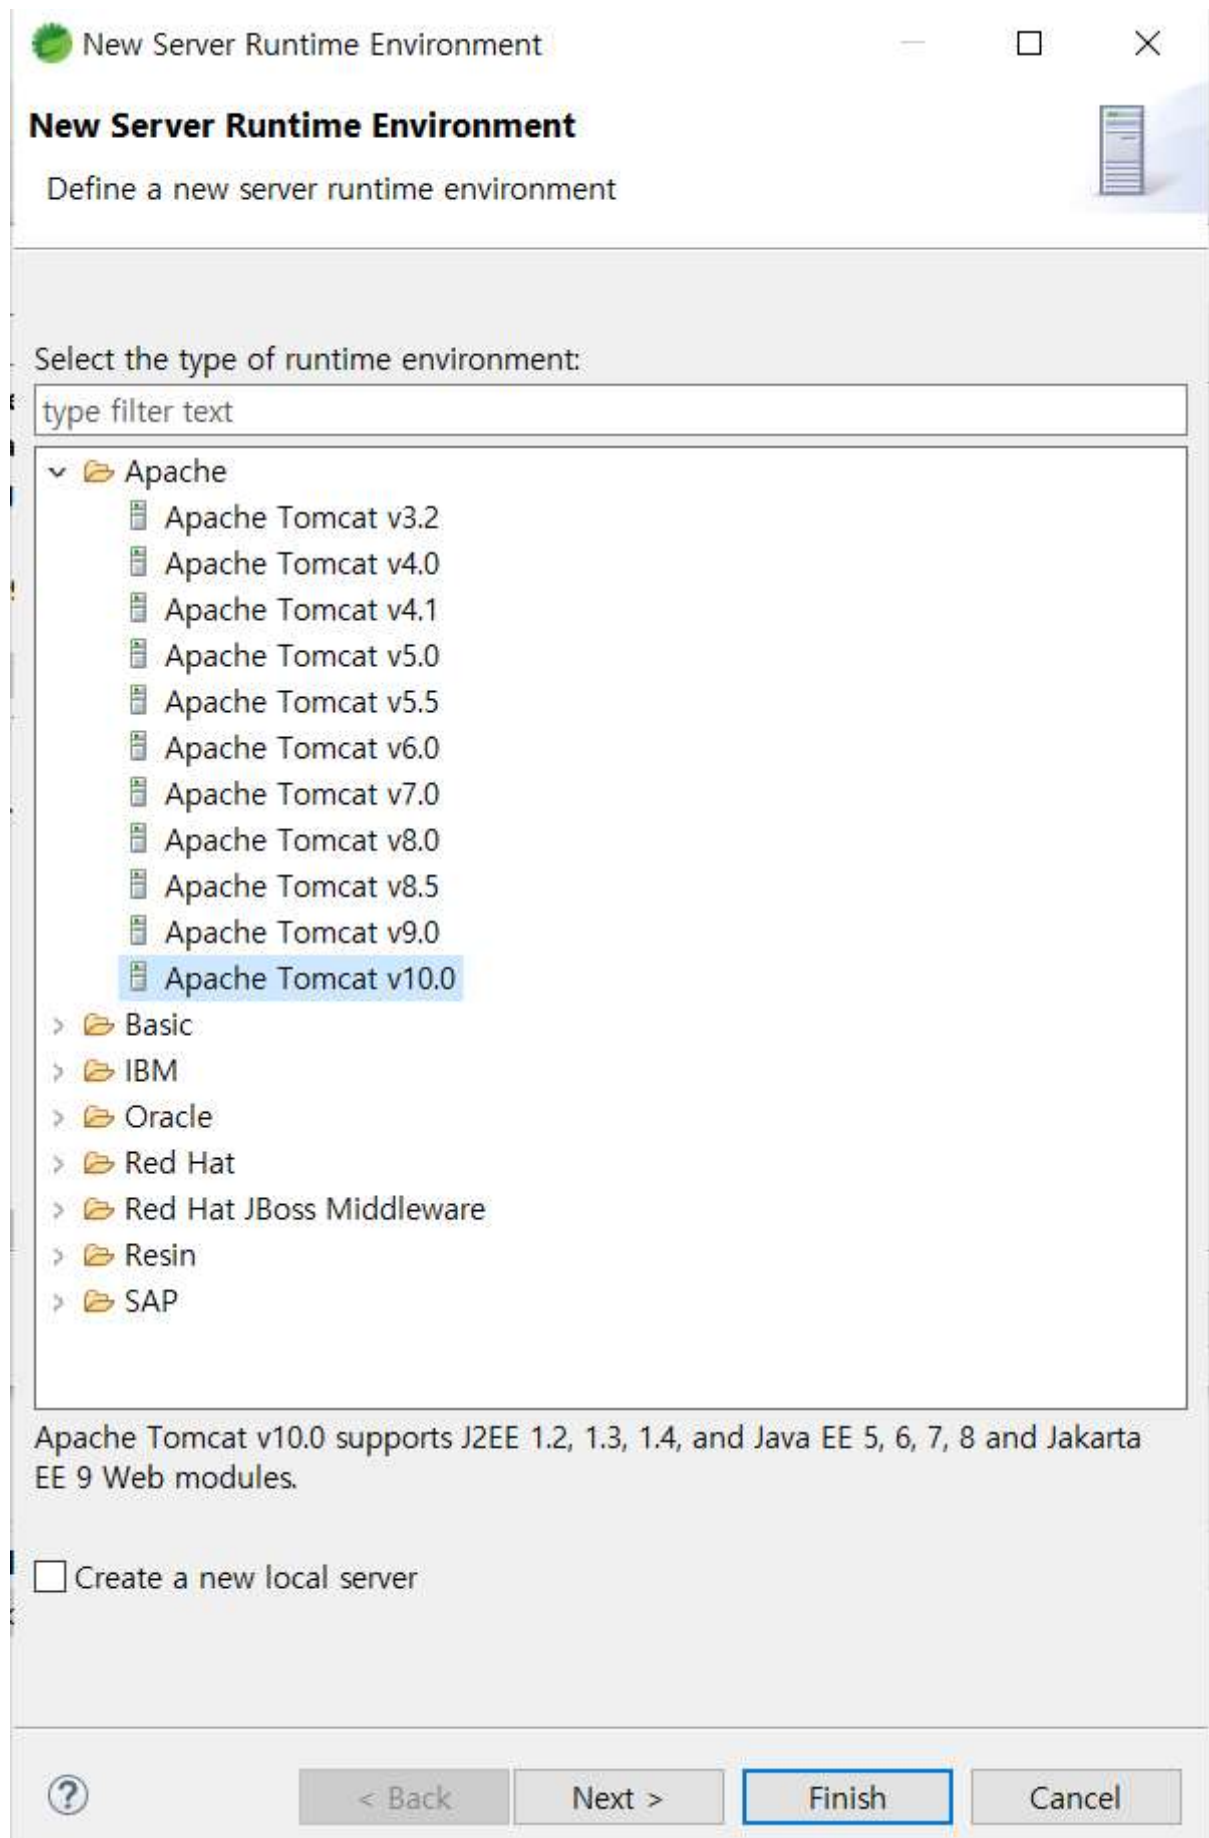 New Server Runtime Environment
New Server Runtime Environment
Define a new server runtime environment
Select the type of runtime environment:
type filter text
Apache
Apache Tomcat v3.2
Apache Tomcat v4.0
Apache Tomcat v4.1
Apache Tomcat v5.0
Apache Tomcat v5.5
Apache Tomcat v6.0
Apache Tomcat v7.0
Apache Tomcat v8.0
Apache Tomcat v8.5
Apache Tomcat v9.0
Apache Tomcat v10.0
Basic
IBM
Oracle
Red Hat
Red Hat JBoss Middleware
Resin
SAP
Apache Tomcat v10.0 supports J2EE 1.2, 1.3, 1.4, and Java EE 5, 6, 7, 8 and Jakarta
EE 9 Web modules.
Create a new local server
? < Back Next > Finish Cancel